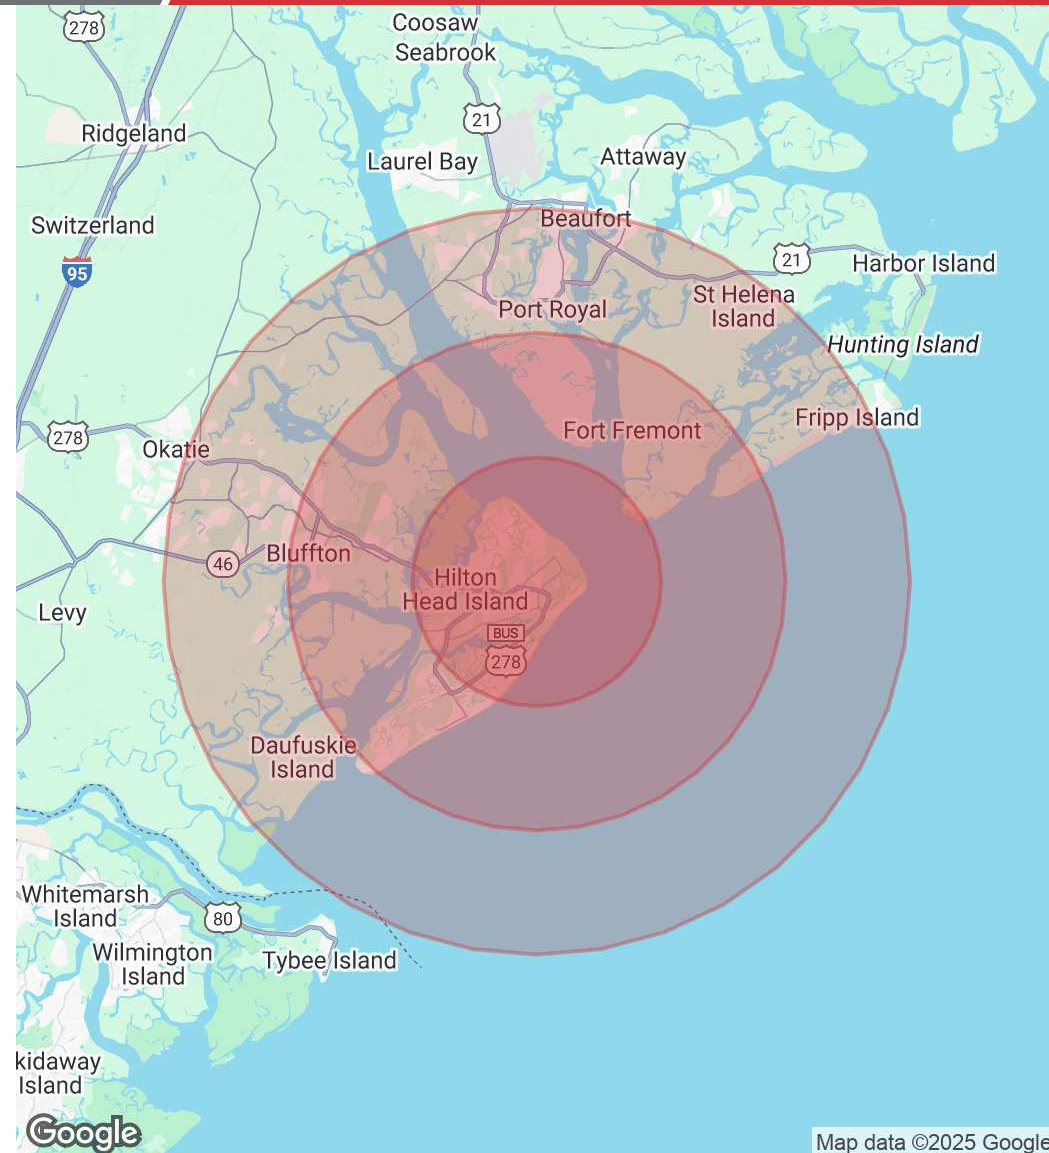 278
Coosaw
Seabrook
21
Ridgeland
Laurel Bay
Attaway
Switzerland
Beaufort
95
21
Harbor Island
St Helena
Island
Port Royal
Hunting Island
Fripp Island
Fort Fremont
278
Okatie
46
Bluffton
Hilton
Head Island
Levy
BUS
278
Daufuskie
Island
Whitemarsh
Island
80
Wilmington
Island
Tybee Island
kidaway
Island
Google
Map data ©2025 Google